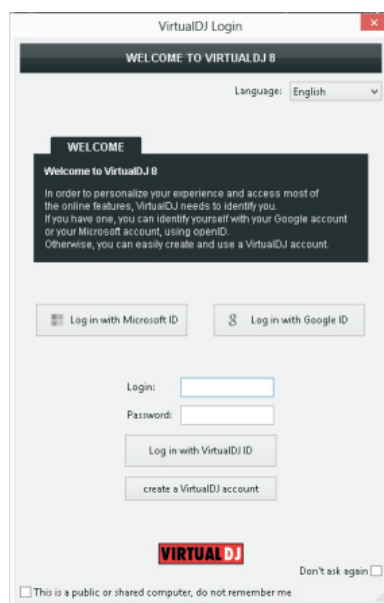 VirtualDJ Login
WELCOME TO VIRTUALDJ 8
Language: English
WELCOME
Welcome to VirtualDJ 8
In order to personalize your experience and access most of
the online features, VirtualDJ needs to identify you.
If you have one, you can identify yourself with your Google account
or your Microsoft account, using openID.
Otherwise, you can easily create and use a VirtualDJ account.
Log in with Microsoft ID
8 Log in with Google ID
Login:
Password:
Log in with VirtualDJ ID
create a VirtualDJ account
VIRTUAL DJ
Don't ask again
This is a public or shared computer, do not remember me